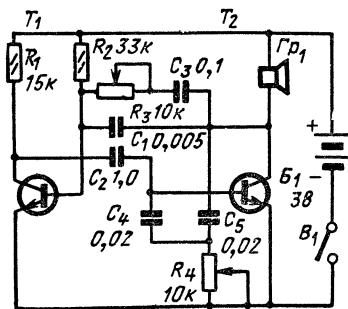 T₁
T₂
R₁
15к
R₂ 33к
C₃ 0,1
Гр₁
R₃ 10к
C₁ 0,005
C₂ 1,0
C₄
0,02
C₅
0,02
R₄
10к
+
Б₁ –
3В
В₁